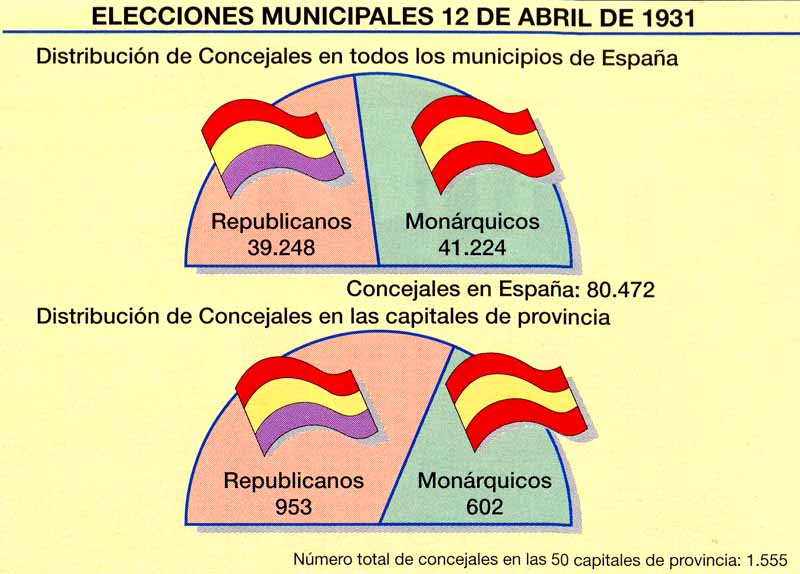 ELECCIONES MUNICIPALES 12 DE ABRIL DE 1931
Distribución de Concejales en todos los municipios de España
Republicanos
39.248
Monárquicos
41.224
Concejales en España: 80.472
Distribución de Concejales en las capitales de provincia
Republicanos
953
Monárquicos
602
Número total de concejales en las 50 capitales de provincia: 1.555